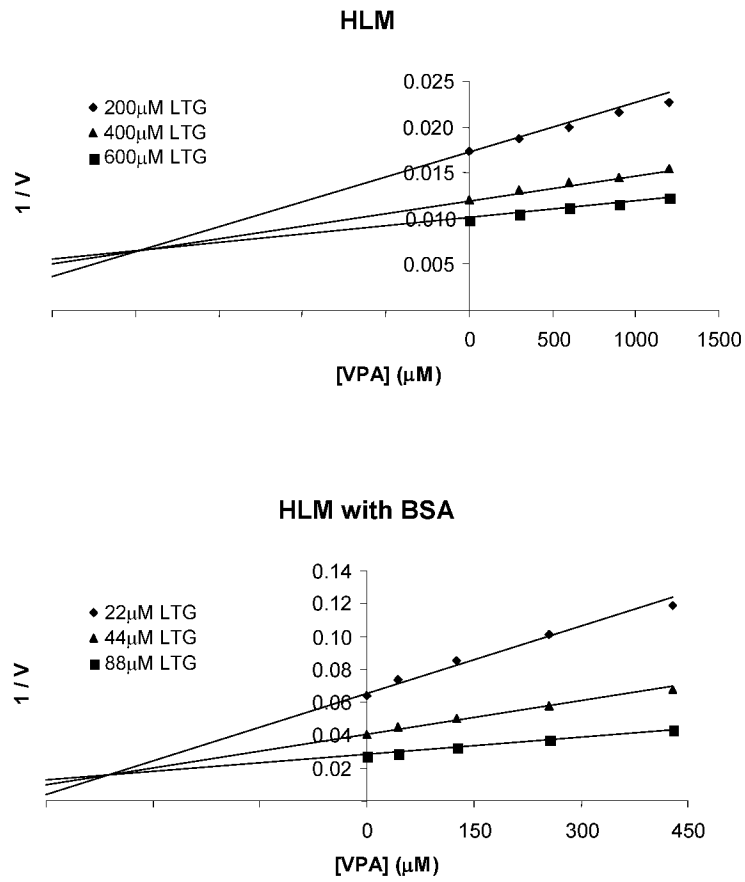 HLM
200µM LTG
400µM LTG
600µM LTG
1 / V
0.025
0.020
0.015
0.010
0.005
0
500
1000
1500
[VPA] (µM)
HLM with BSA
22µM LTG
44µM LTG
88µM LTG
1 / V
0.14
0.12
0.10
0.08
0.06
0.04
0.02
0
150
300
450
[VPA] (µM)